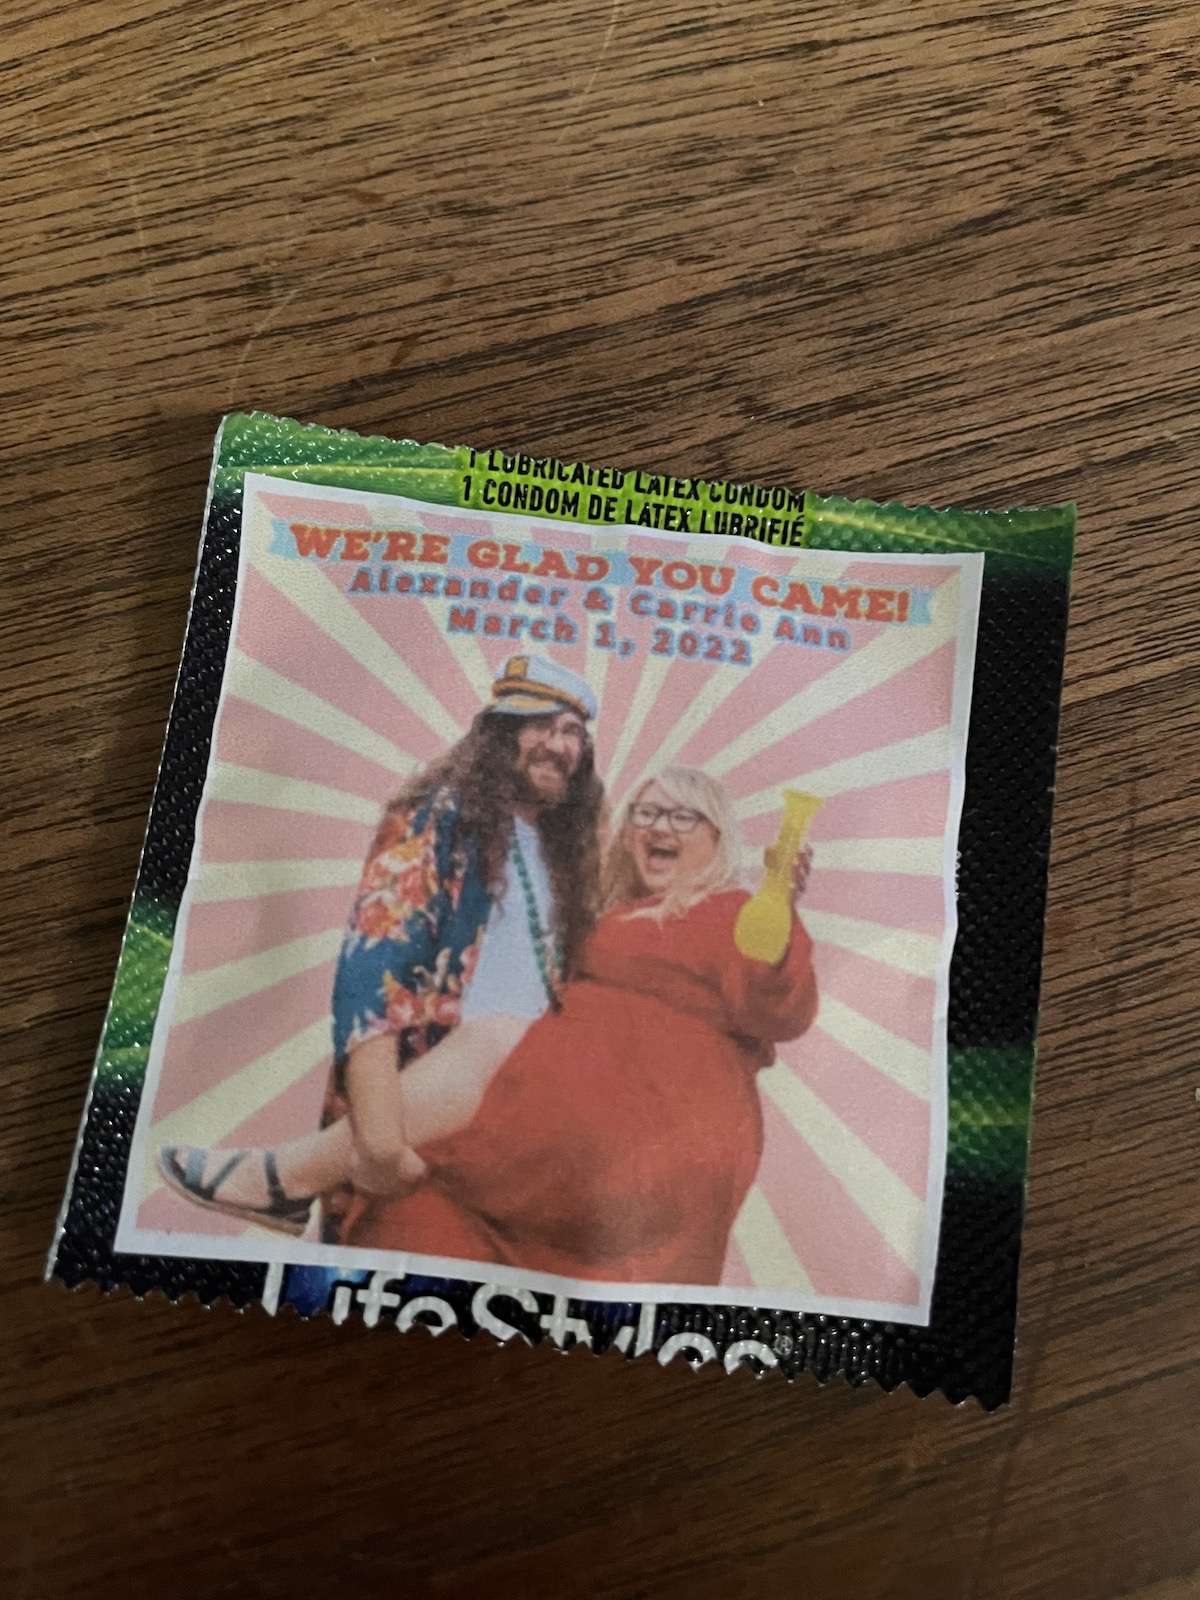 1 LUBRICATED LATEX CONDOM
1 CONDOM DE LATEX LUBRIFIÉ
WE'RE GLAD YOU CAME!
Alexander & Carrie Ann
March 1, 2022
LifeStyles®